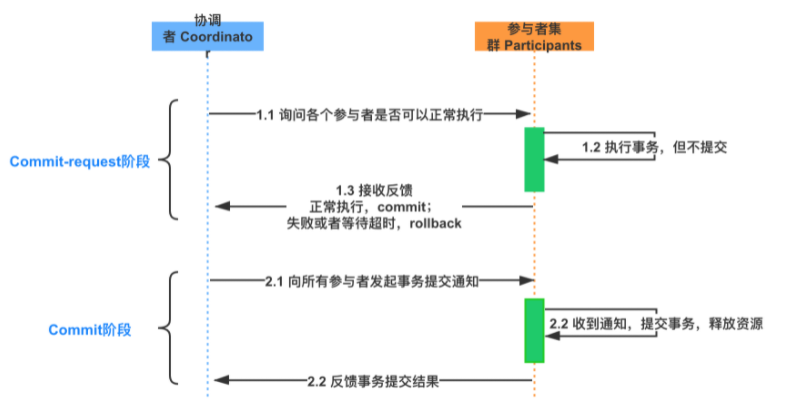 协调
者 Coordinato
参与者集
群 Participants
1.1 询问各个参与者是否可以正常执行
1.2 执行事务，但不提交
Commit-request阶段
1.3 接收反馈
正常执行，commit；
失败或者等待超时，rollback
2.1 向所有参与者发起事务提交通知
2.2 收到通知，提交事务，释放资源
Commit阶段
2.2 反馈事务提交结果